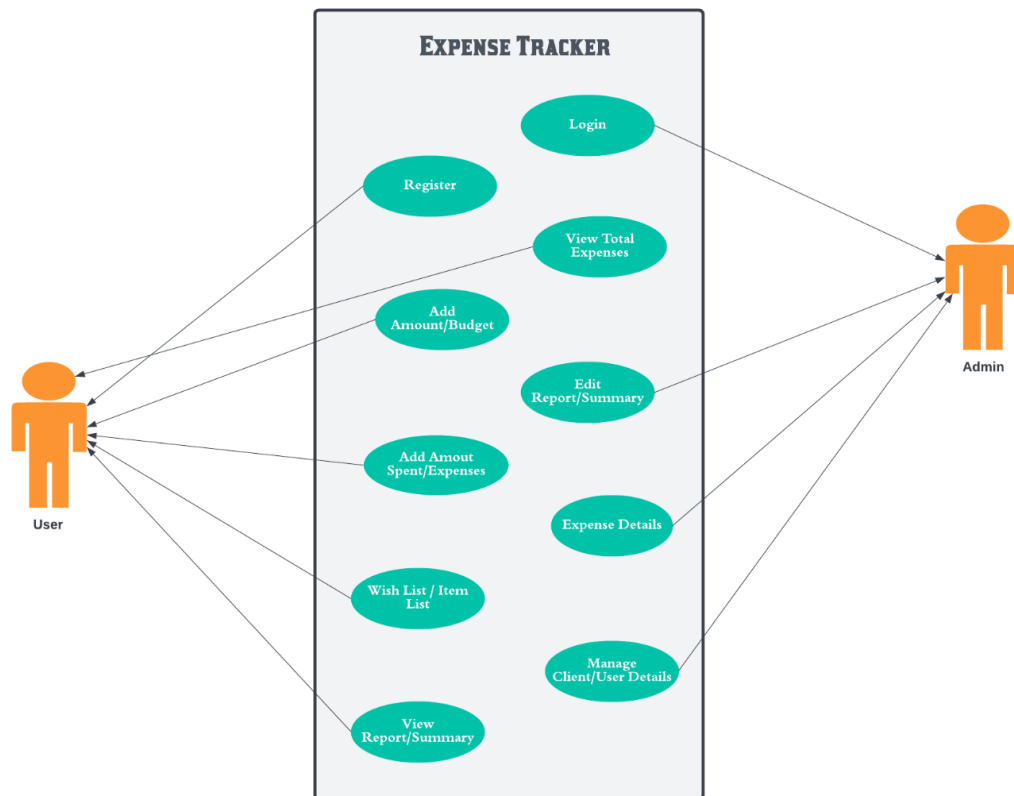 EXPENSE TRACKER
Login
Register
View Total
Expenses
Add
Amount/Budget
Admin
Edit
Report/Summary
Add Amout
Spent/Expenses
User
Expense Details
Wish List / Item
List
Manage
Client/User Details
View
Report/Summary